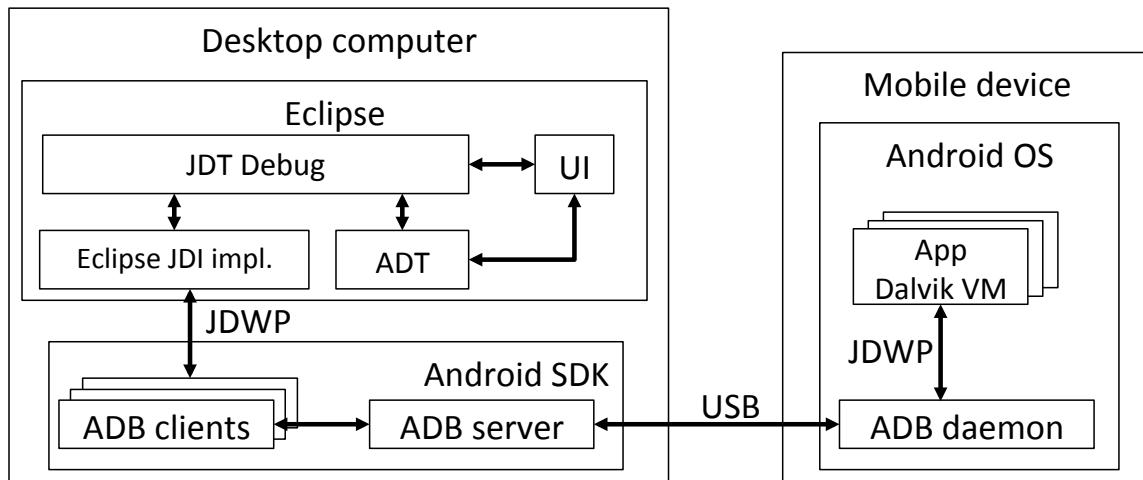 Desktop computer
Eclipse
JDT Debug
UI
Eclipse JDI impl.
ADT
JDWP
Android SDK
ADB clients
ADB server
USB
Mobile device
Android OS
App
Dalvik VM
JDWP
ADB daemon